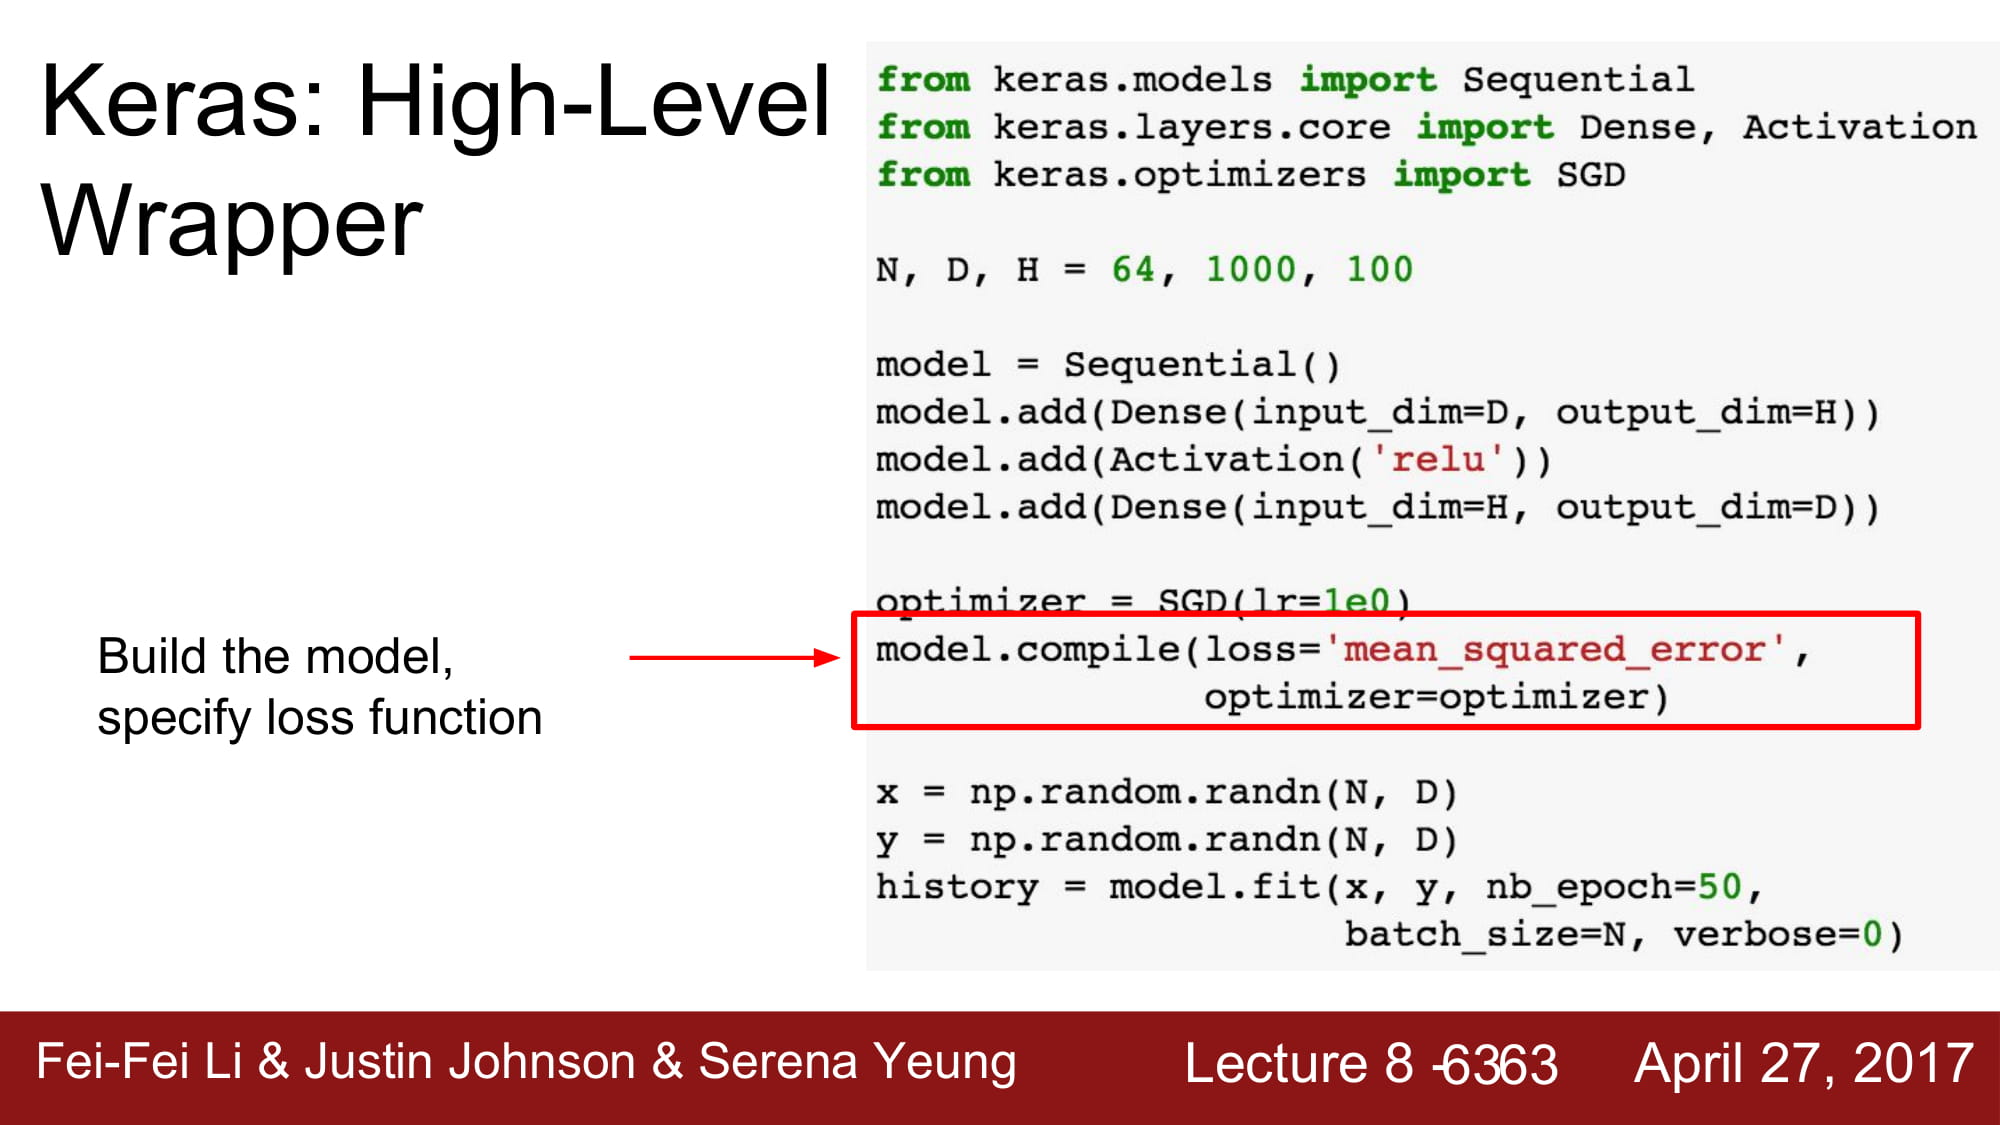 Keras: High-Level
Wrapper
from keras.models import Sequential
from keras.layers.core import Dense, Activation
from keras.optimizers import SGD
N, D, H = 64, 1000, 100
model = Sequential()
model.add(Dense(input_dim=D, output_dim=H))
model.add(Activation('relu'))
model.add(Dense(input_dim=H, output_dim=D))
optimizer = SGD(lr=1e0)
model.compile(loss='mean_squared_error',
optimizer=optimizer)
x = np.random.randn(N, D)
y = np.random.randn(N, D)
history = model.fit(x, y, nb_epoch=50,
batch_size=N, verbose=0)
Build the model,
specify loss function
Fei-Fei Li & Justin Johnson & Serena Yeung
Lecture 8 -6363
April 27, 2017